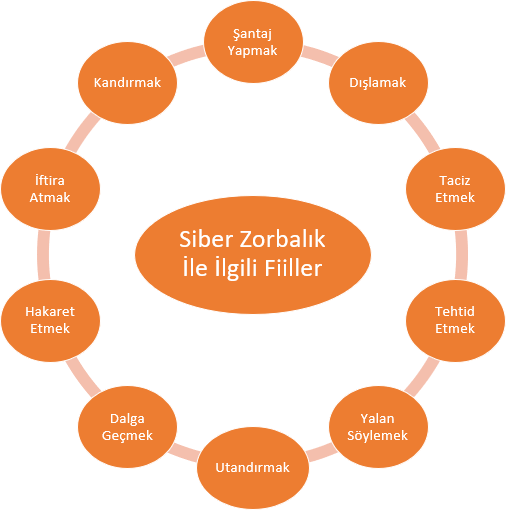 Şantaj
Yapmak
Dışlamak
Taciz
Etmek
Tehtid
Etmek
Yalan
Söylemek
Utandırmak
Dalga
Geçmek
Hakaret
Etmek
İftira
Atmak
Kandırmak
Siber Zorbalık
İle İlgili Fiiller